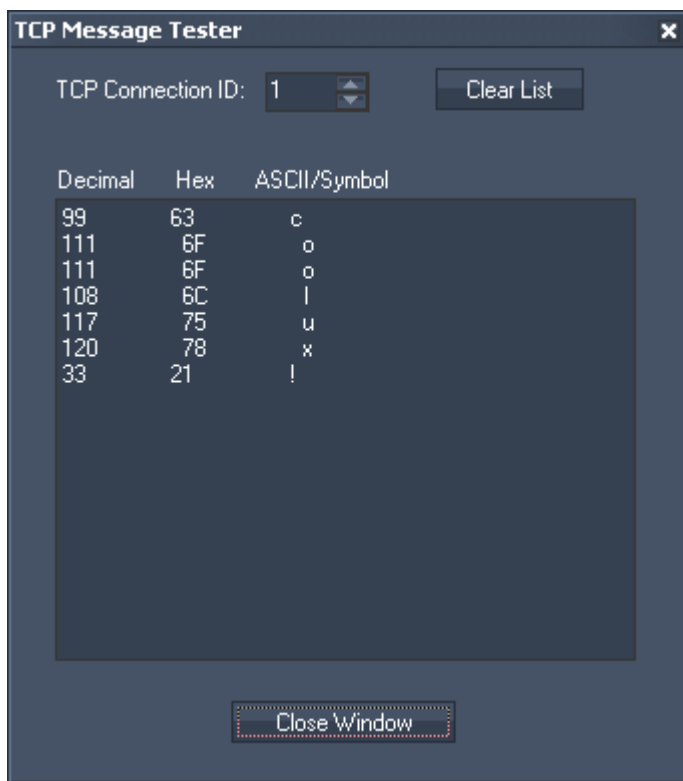 TCP Message Tester
TCP Connection ID: 1 Clear List
Decimal Hex ASCII/Symbol
99 63 c
111 6F o
111 6F o
108 6C l
117 75 u
120 78 x
33 21 !
Close Window